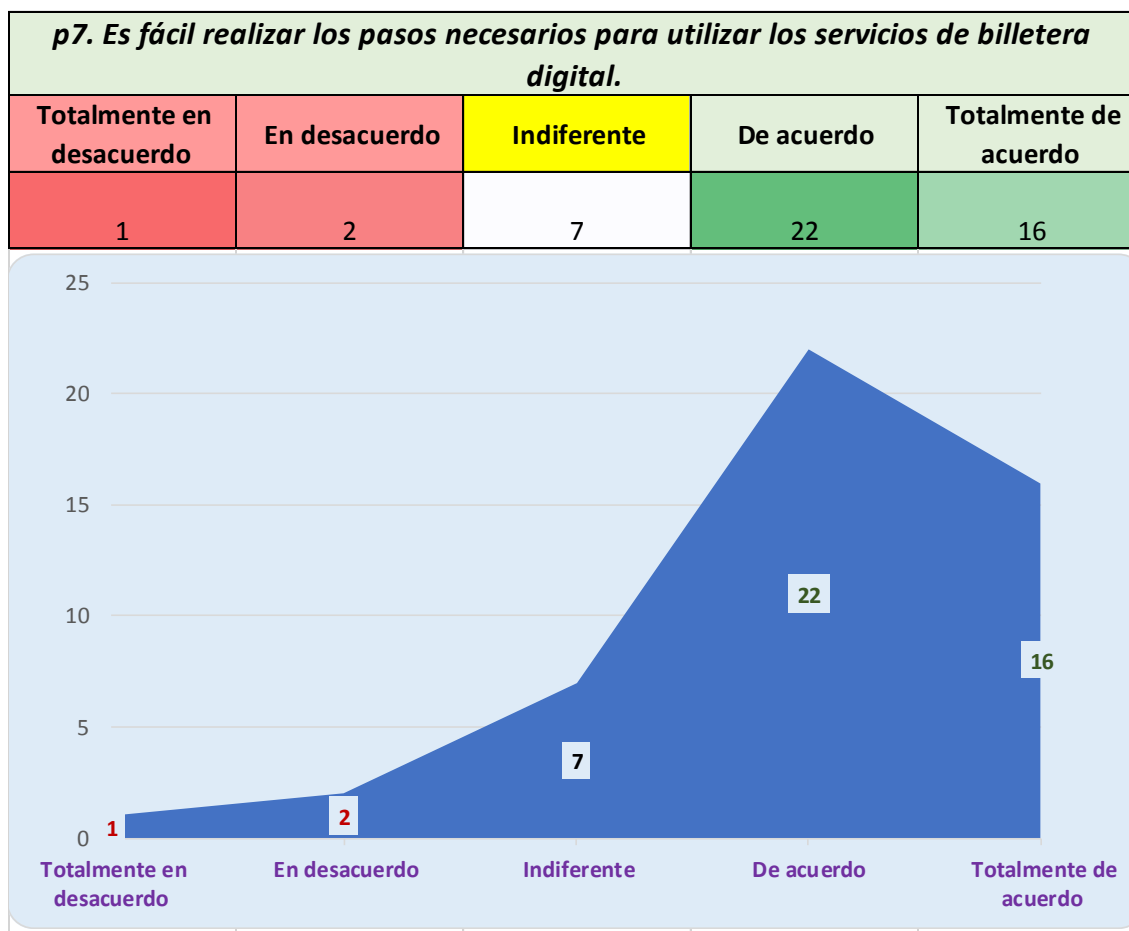 p7. Es fácil realizar los pasos necesarios para utilizar los servicios de billetera
digital.
Totalmente en
desacuerdo
En desacuerdo
Indiferente
De acuerdo
Totalmente de
acuerdo
1
2
7
22
16
25
20
15
10
5
0
1
2
7
22
16
Totalmente en
desacuerdo
En desacuerdo
Indiferente
De acuerdo
Totalmente de
acuerdo